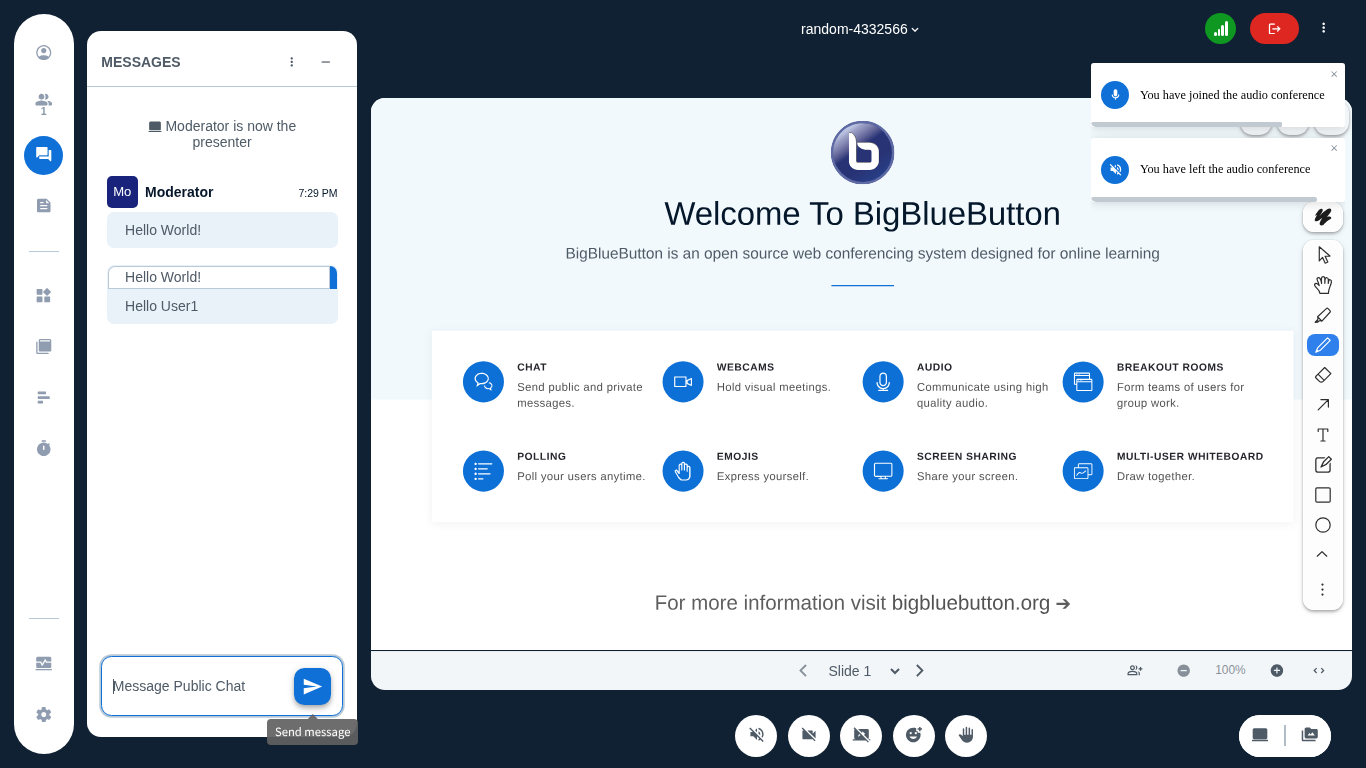 random-4332566
1
MESSAGES
Moderator is now the
presenter
Mo
Moderator
7:29 PM
Hello World!
Hello World!
Hello User1
Message Public Chat
Send message
You have joined the audio conference
You have left the audio conference
Welcome To BigBlueButton
BigBlueButton is an open source web conferencing system designed for online learning
CHAT
Send public and private
messages.
WEBCAMS
Hold visual meetings.
AUDIO
Communicate using high
quality audio.
BREAKOUT ROOMS
Form teams of users for
group work.
POLLING
Poll your users anytime.
EMOJIS
Express yourself.
SCREEN SHARING
Share your screen.
MULTI-USER WHITEBOARD
Draw together.
For more information visit bigbluebutton.org ➔
Slide 1
100%